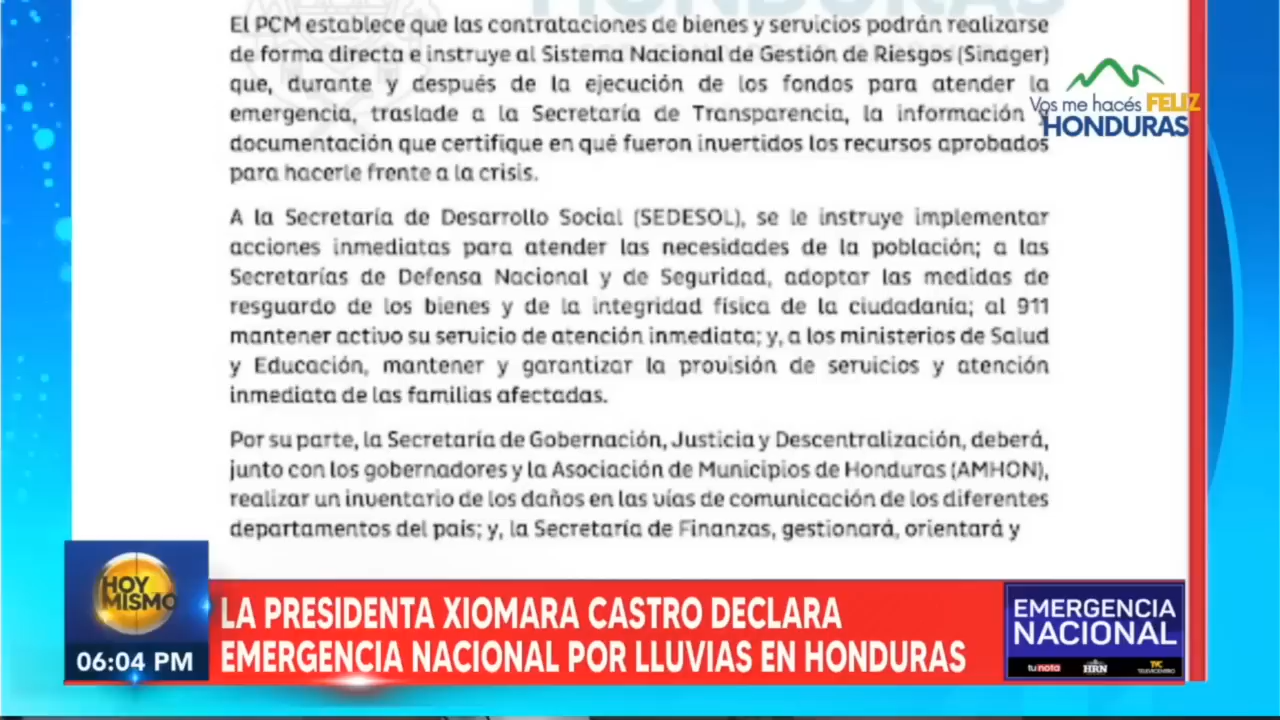 El PCM establece que las contrataciones de bienes y servicios podrán realizarse
de forma directa e instruye al Sistema Nacional de Gestión de Riesgos (Sinager)
que, durante y después de la ejecución de los fondos para atender la
emergencia, traslade a la Secretaría de Transparencia, la información y
documentación que certifique en qué fueron invertidos los recursos aprobados
para hacerle frente a la crisis.
A la Secretaría de Desarrollo Social (SEDESOL), se le instruye implementar
acciones inmediatas para atender las necesidades de la población; a las
Secretarías de Defensa Nacional y de Seguridad, adoptar las medidas de
resguardo de los bienes y de la integridad física de la ciudadanía; al 911
mantener activo su servicio de atención inmediata; y, a los ministerios de Salud
y Educación, mantener y garantizar la provisión de servicios y atención
inmediata de las familias afectadas.
Por su parte, la Secretaría de Gobernación, Justicia y Descentralización, deberá,
junto con los gobernadores y la Asociación de Municipios de Honduras (AMHON),
realizar un inventario de los daños en las vías de comunicación de los diferentes
departamentos del país; y, la Secretaría de Finanzas, gestionará, orientará y
Vos me hacés FELIZ
HONDURAS
HOY
MISMO
06:04 PM
LA PRESIDENTA XIOMARA CASTRO DECLARA
EMERGENCIA NACIONAL POR LLUVIAS EN HONDURAS
EMERGENCIA
NACIONAL
tunota HRN TVC
TELEVICENTRO